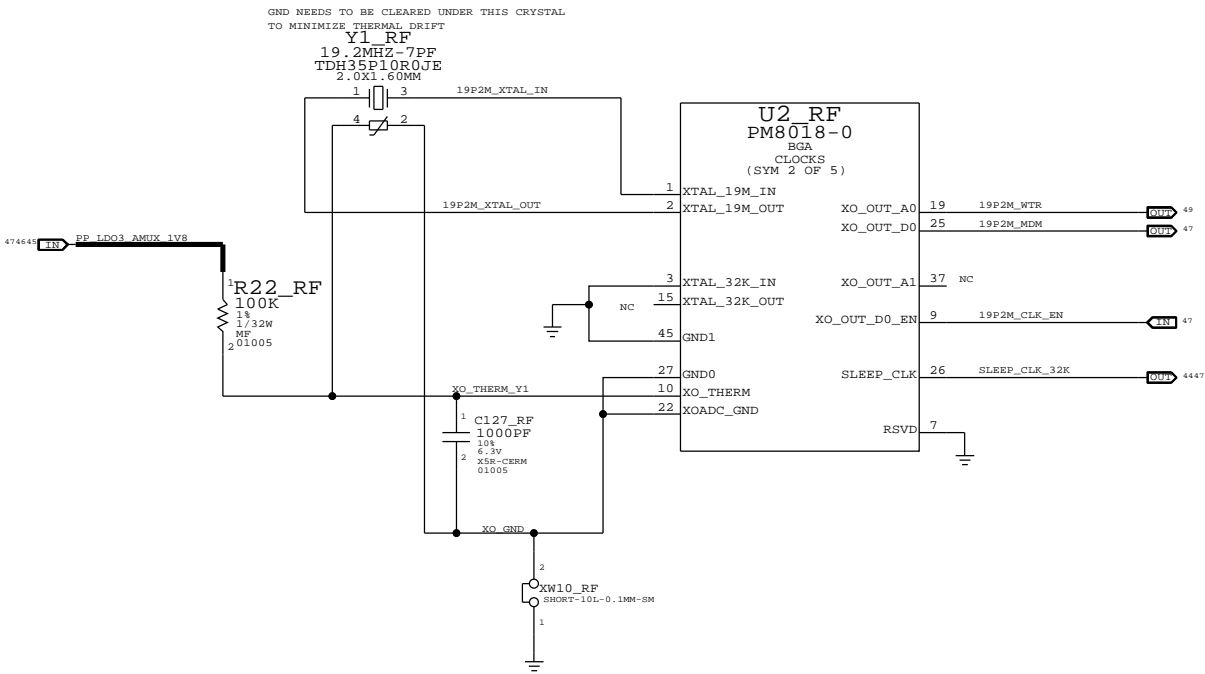 GND NEEDS TO BE CLEARED UNDER THIS CRYSTAL
TO MINIMIZE THERMAL DRIFT
Y1_RF
19.2MHZ-7PF
TDH35P10R0JE
2.0X1.60MM
1 3 19P2M_XTAL_IN
4 2
U2_RF
PM8018-0
BGA
CLOCKS
(SYM 2 OF 5)
1 XTAL_19M_IN
19P2M_XTAL_OUT 2 XTAL_19M_OUT
XO_OUT_A0 19 19P2M_WTR OUT 49
XO_OUT_D0 25 19P2M_MDM OUT 47
474645 IN PP_LDO3_AMUX_1V8
3 XTAL_32K_IN XO_OUT_A1 37 NC
NC 15 XTAL_32K_OUT
XO_OUT_D0_EN 9 19P2M_CLK_EN IN 47
45 GND1
1
R22_RF
100K
1%
1/32W
MF
01005
2
27 GND0 SLEEP_CLK 26 SLEEP_CLK_32K OUT 4447
XO_THERM_Y1 10 XO_THERM
22 XOADC_GND
RSVD 7
1
C127_RF
1000PF
10%
6.3V
X5R-CERM
01005
2
XO_GND
2
XW10_RF
SHORT-10L-0.1MM-SM
1